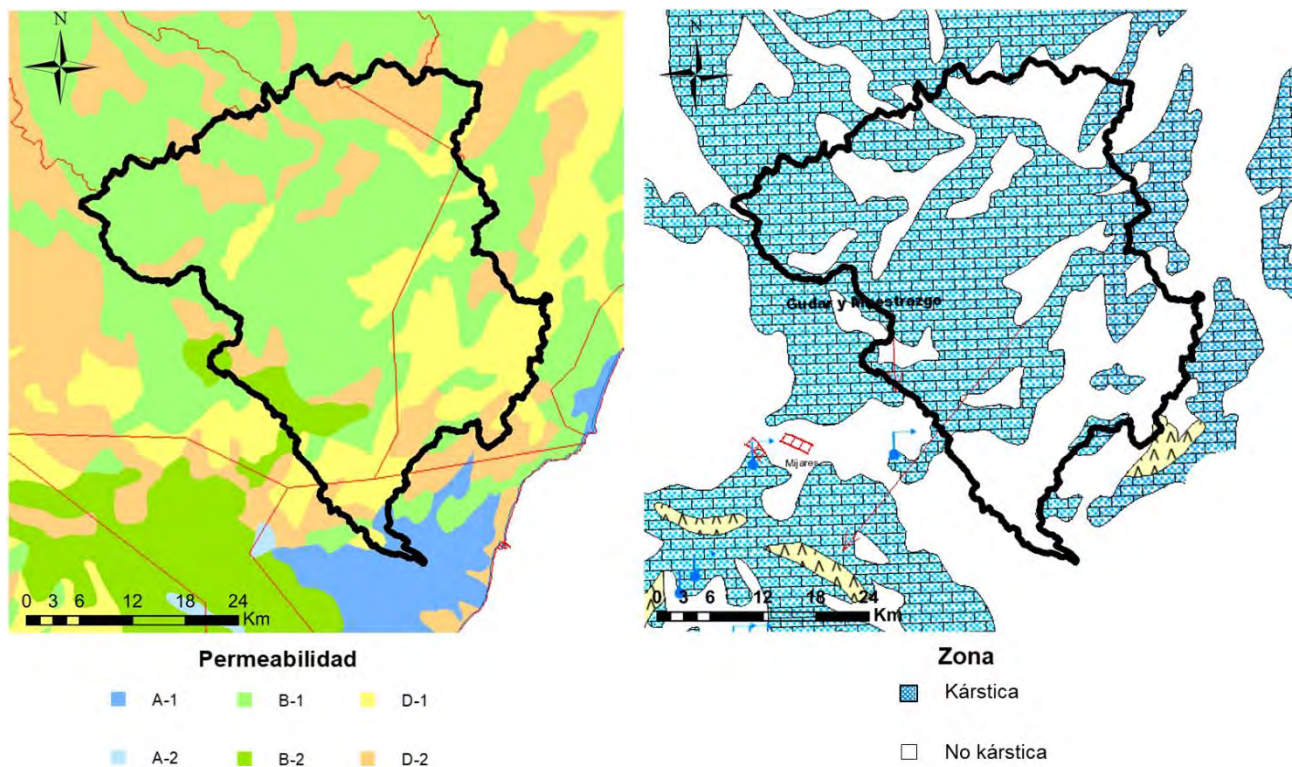 N
0 3 6 12 18 24
Km
Permeabilidad
A-1 B-1 D-1
A-2 B-2 D-2
N
Gudar y Maestrazgo
Mijares
0 3 6 12 18 24
Km
Zona
Kárstica
No kárstica